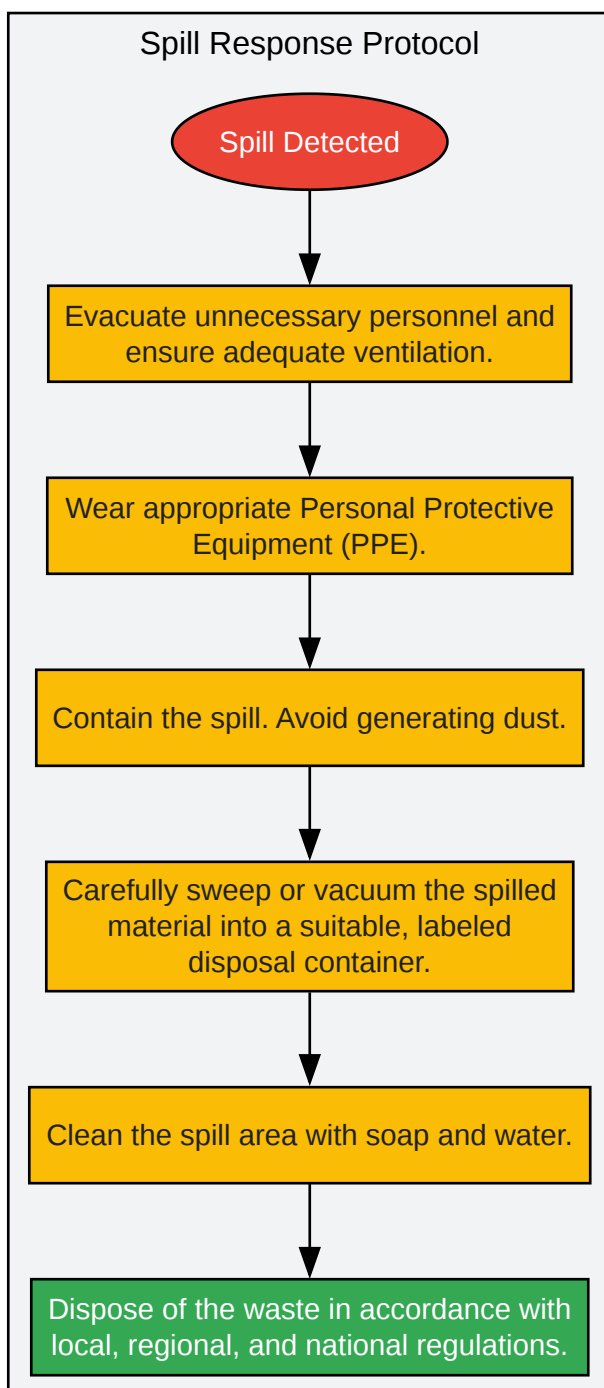 Spill Response Protocol
Spill Detected
Evacuate unnecessary personnel and
ensure adequate ventilation.
Wear appropriate Personal Protective
Equipment (PPE).
Contain the spill. Avoid generating dust.
Carefully sweep or vacuum the spilled
material into a suitable, labeled
disposal container.
Clean the spill area with soap and water.
Dispose of the waste in accordance with
local, regional, and national regulations.